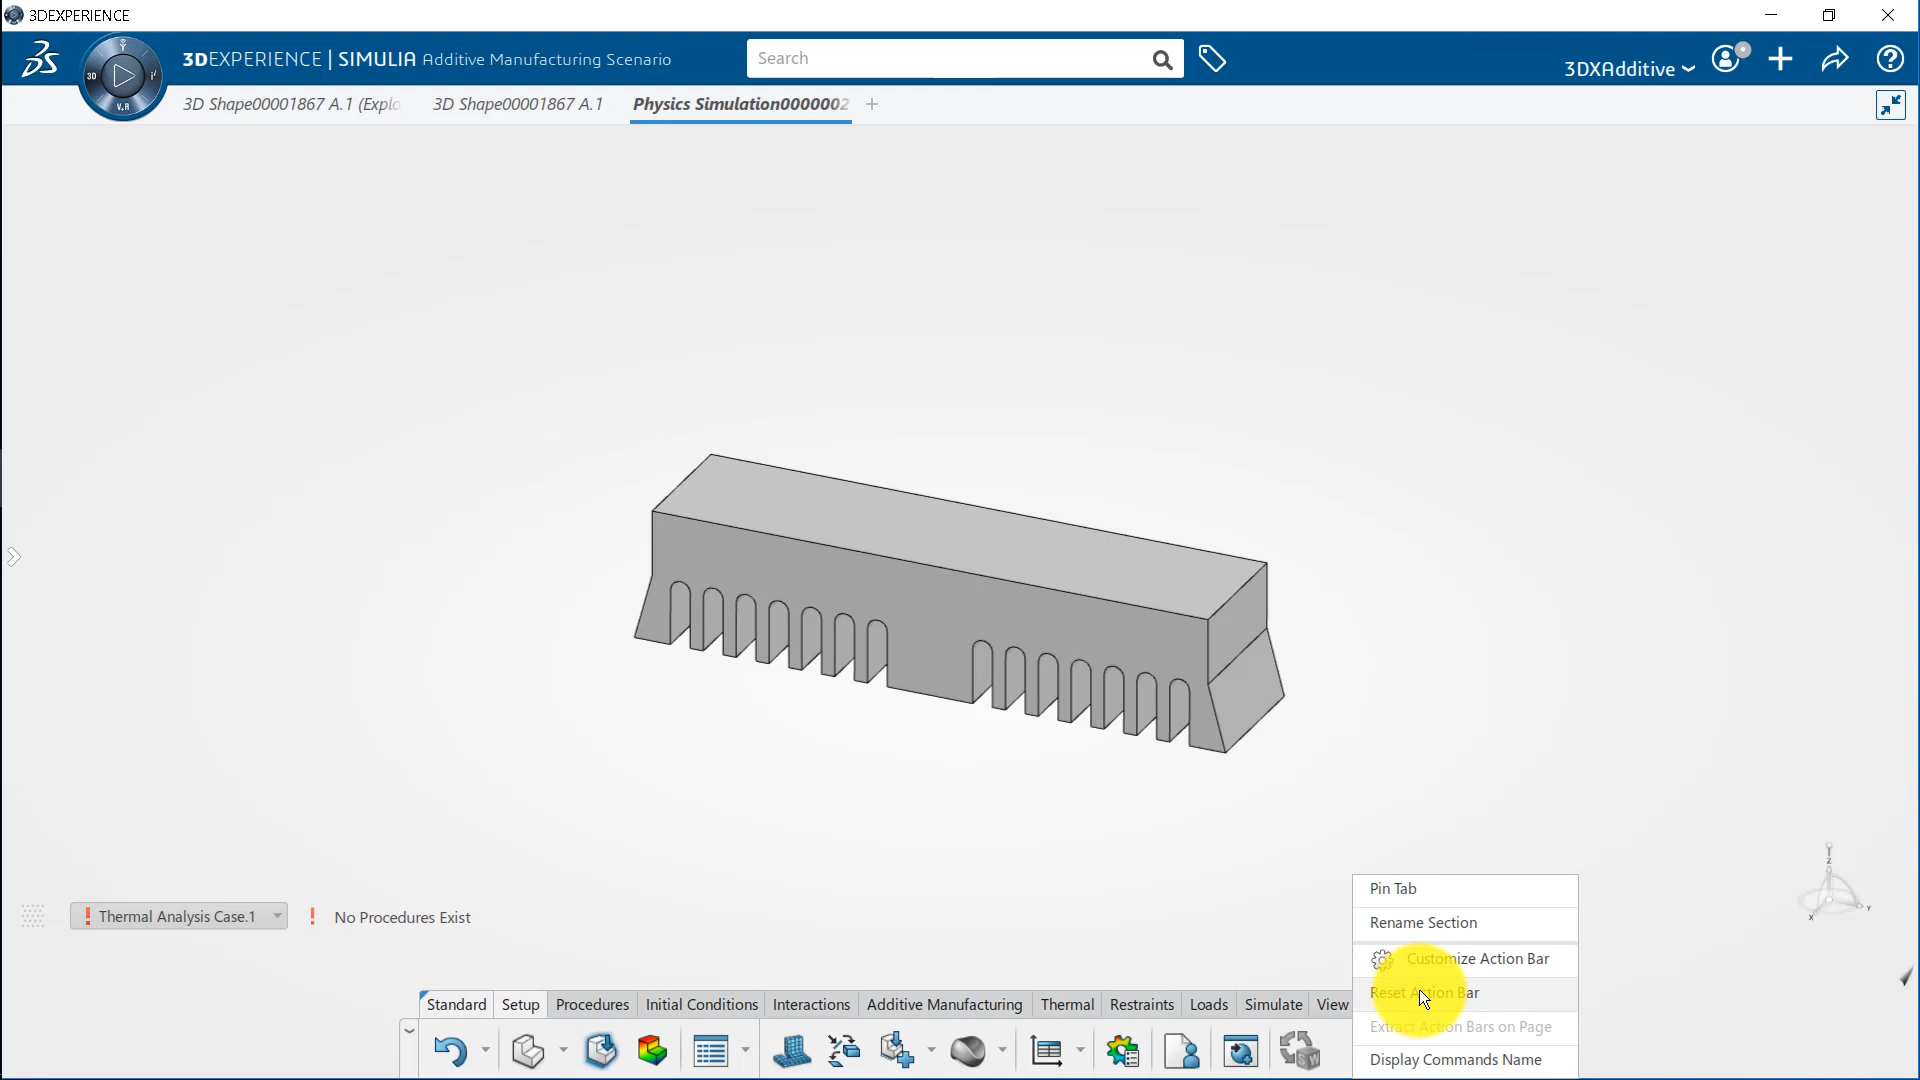 3DEXPERIENCE
3DEXPERIENCE | SIMULIA Additive Manufacturing Scenario
Search
3DXAdditive
3D
V.R
3D Shape00001867 A.1 (Explo
3D Shape00001867 A.1
Physics Simulation0000002
Z
X
Y
Thermal Analysis Case.1
No Procedures Exist
Pin Tab
Rename Section
Customize Action Bar
Reset Action Bar
Extract Action Bars on Page
Display Commands Name
Standard Setup Procedures Initial Conditions Interactions Additive Manufacturing Thermal Restraints Loads Simulate View